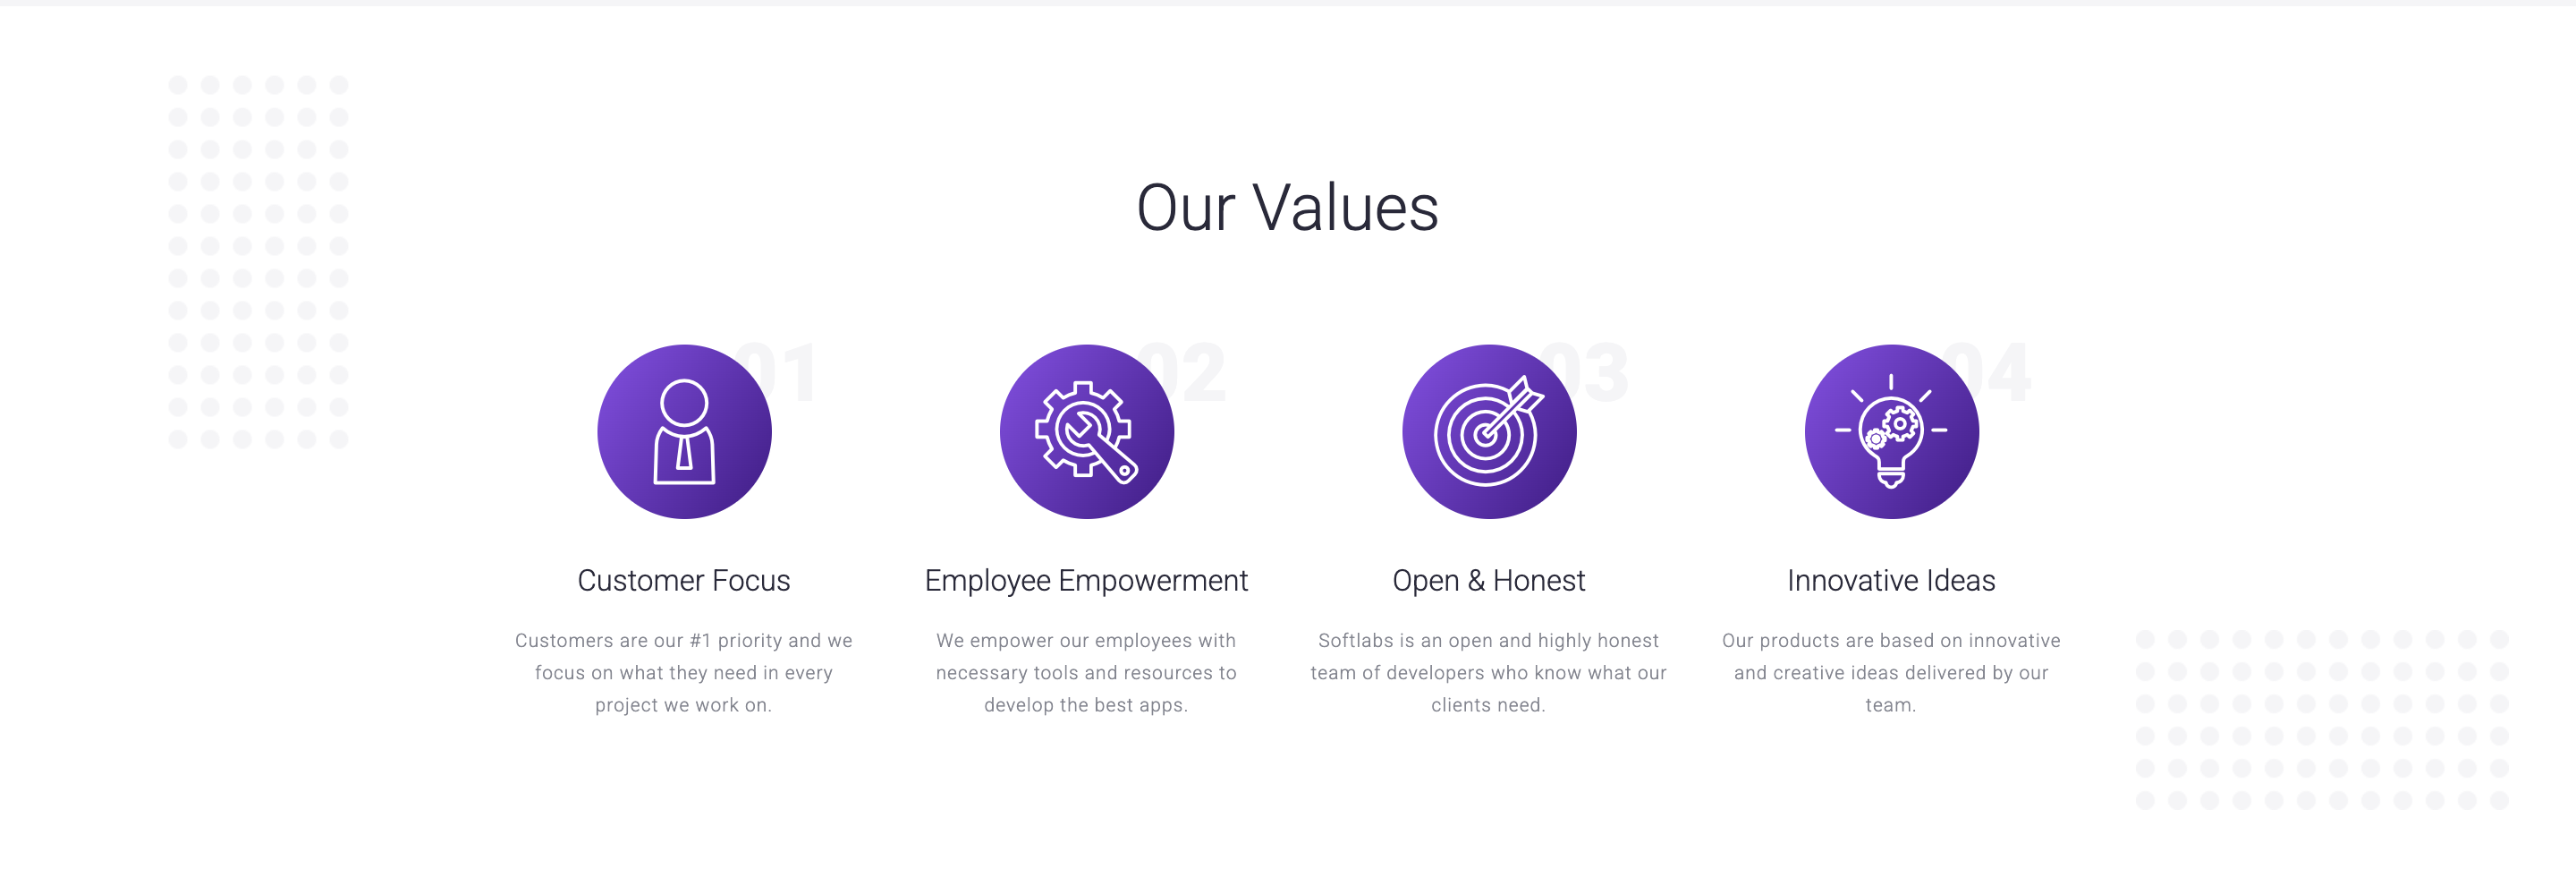 Our Values
01
Customer Focus
Customers are our #1 priority and we
focus on what they need in every
project we work on.
02
Employee Empowerment
We empower our employees with
necessary tools and resources to
develop the best apps.
03
Open & Honest
Softlabs is an open and highly honest
team of developers who know what our
clients need.
04
Innovative Ideas
Our products are based on innovative
and creative ideas delivered by our
team.